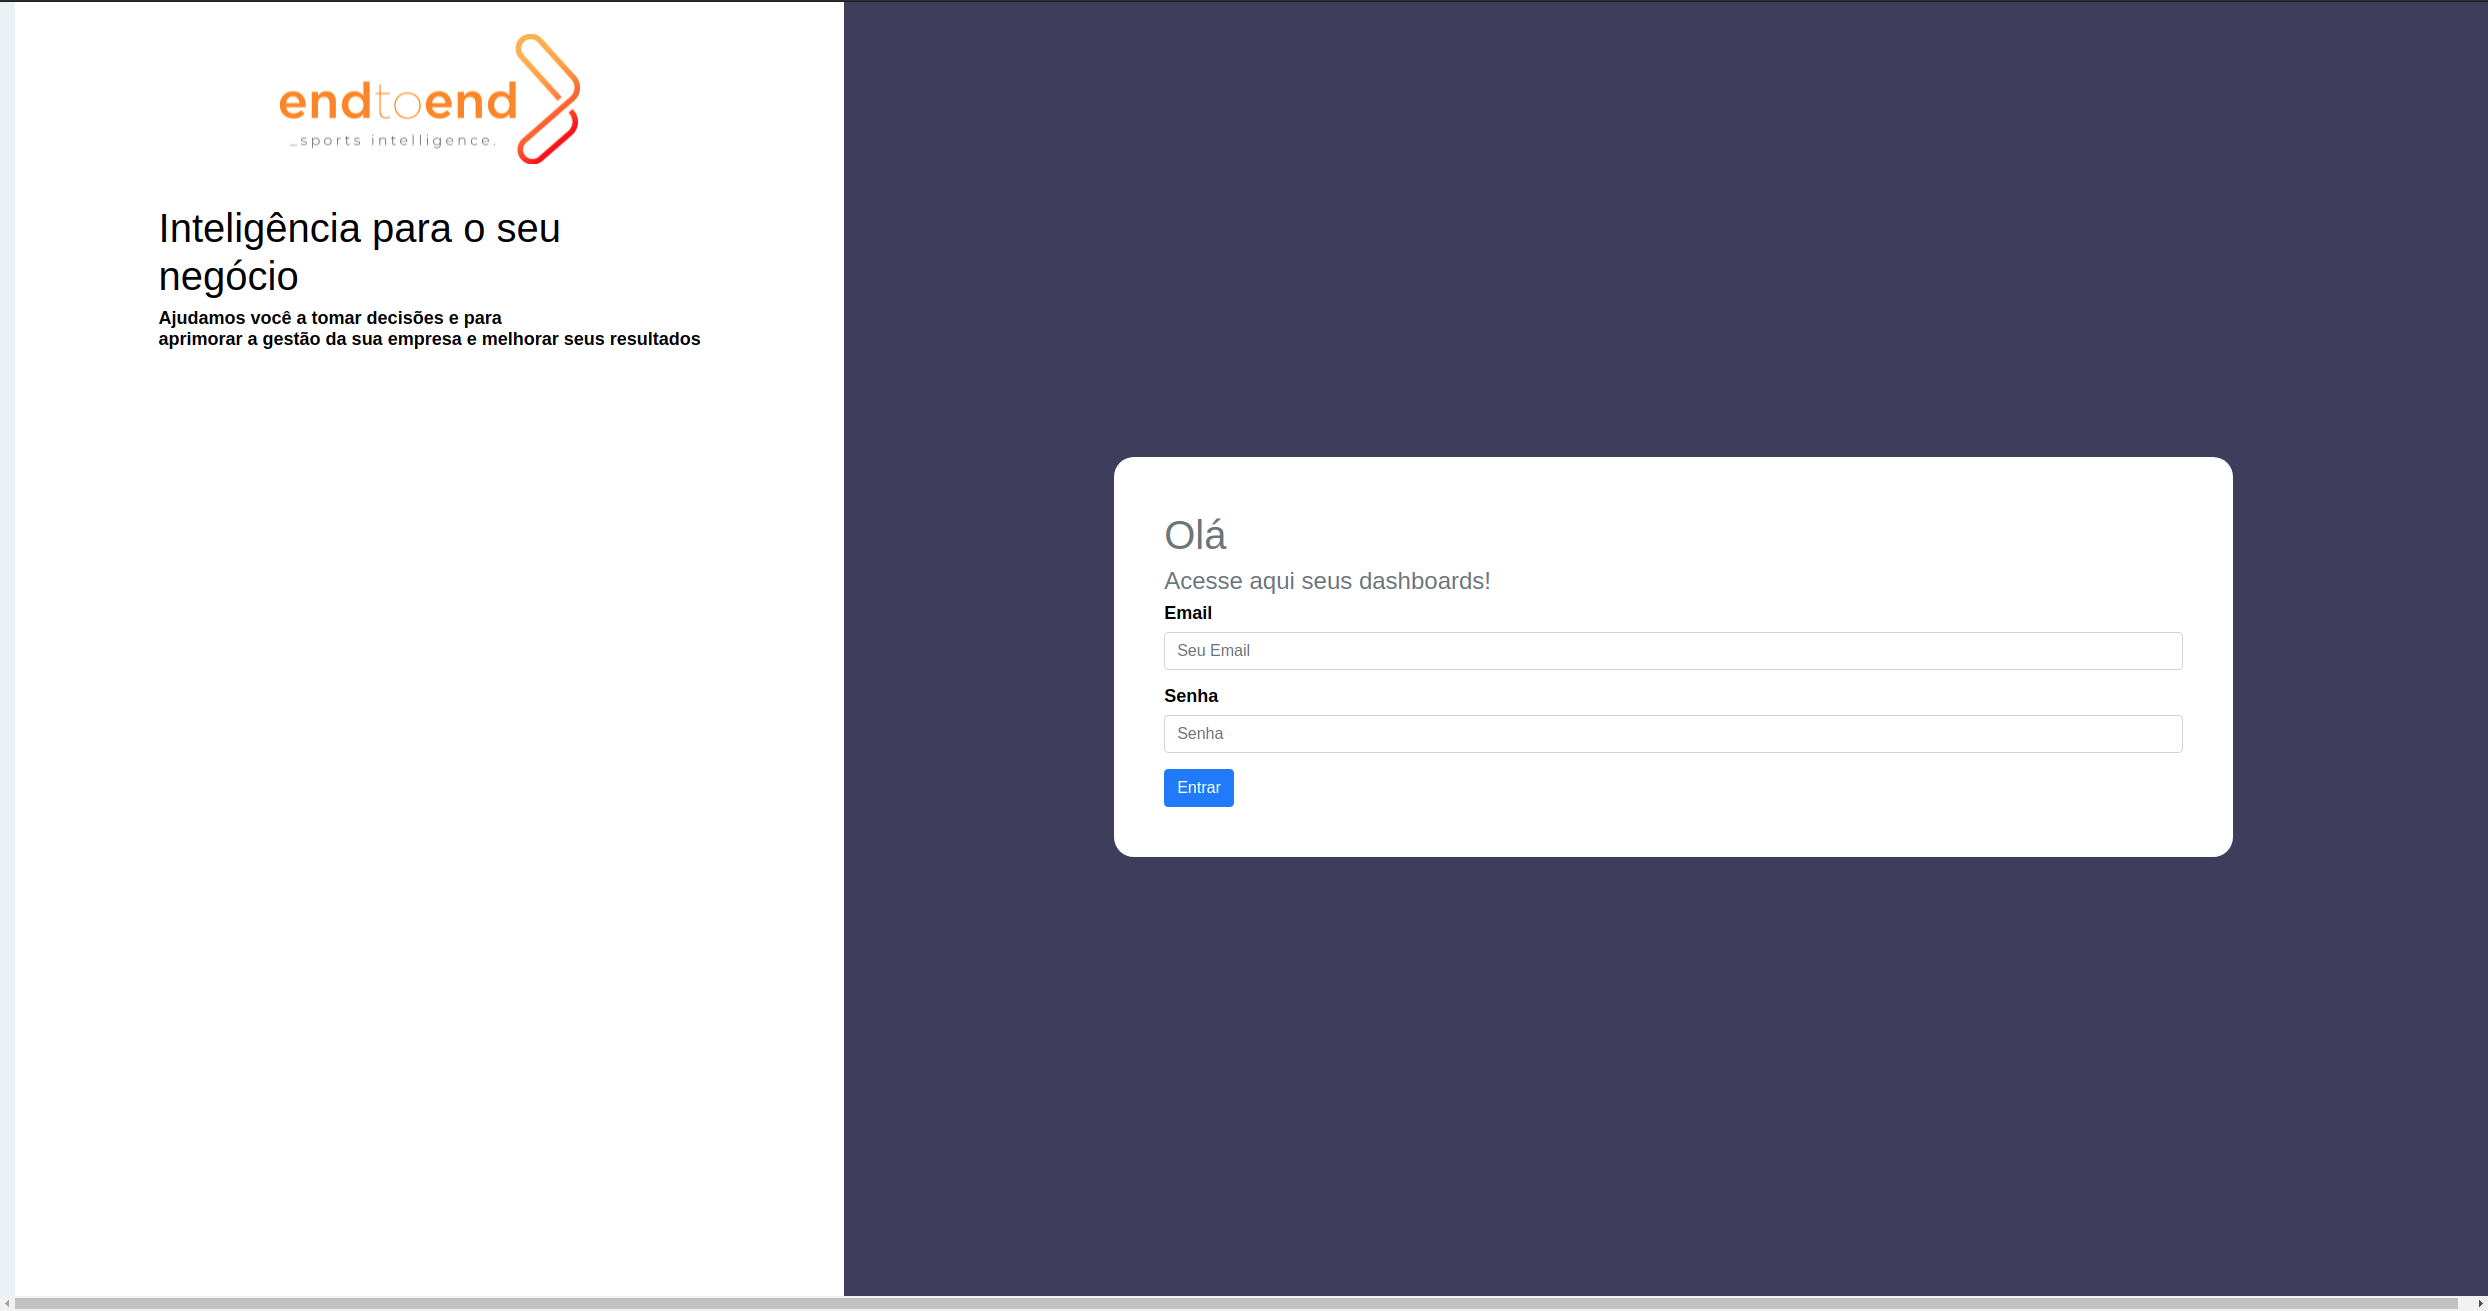 endtoend
_sports intelligence.
Inteligência para o seu
negócio
Ajudamos você a tomar decisões e para
aprimorar a gestão da sua empresa e melhorar seus resultados
Olá
Acesse aqui seus dashboards!
Email
Seu Email
Senha
Senha
Entrar